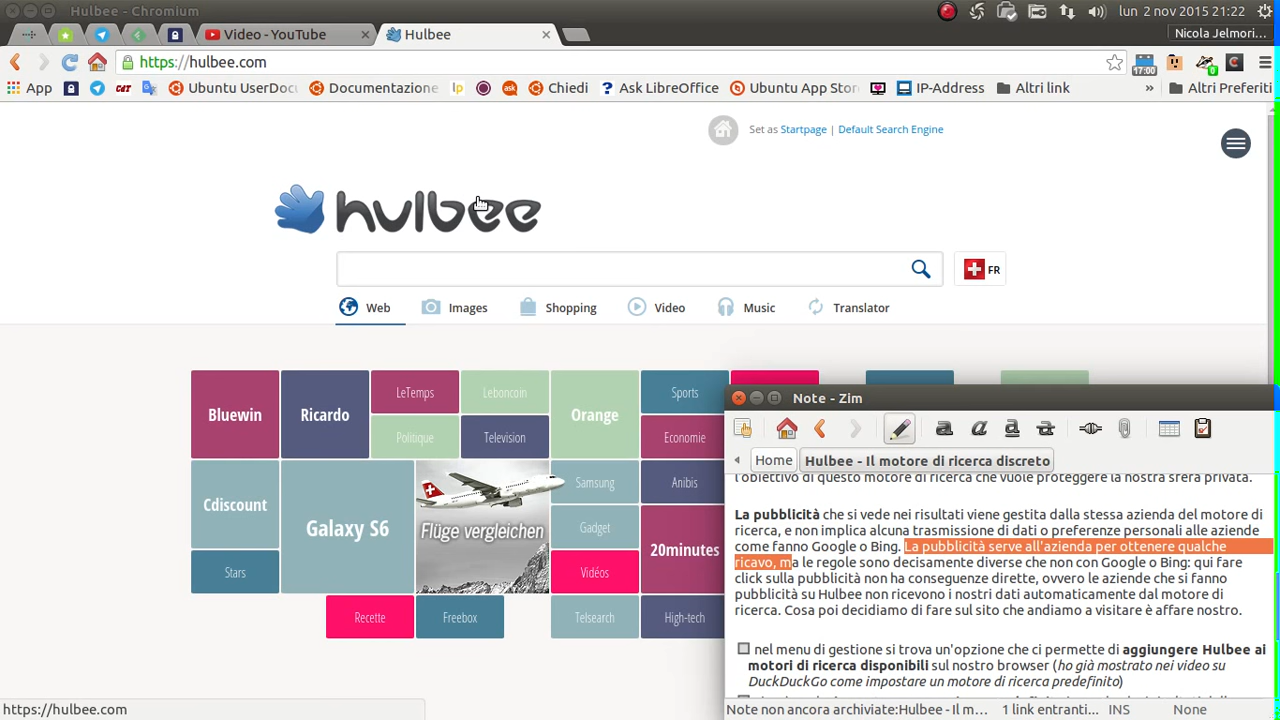 Hulbee - Chromium
lun 2 nov 2015 21:22
Video - YouTube
Hulbee
Nicola Jelmori...
https://hulbee.com
17:00
0
App
CAT
Ubuntu UserDocu
Documentazione
lp
ask
Chiedi
? Ask LibreOffice
Ubuntu App Stor
IP-Address
Altri link
»
Altri Preferiti
Set as Startpage | Default Search Engine
hulbee
FR
Web
Images
Shopping
Video
Music
Translator
Bluewin
Ricardo
LeTemps
Leboncoin
Orange
Sports
Politique
Television
Economie
Cdiscount
Galaxy S6
Flüge vergleichen
Samsung
Anibis
Gadget
20minutes
Stars
Vidéos
Recette
Freebox
Telsearch
High-tech
https://hulbee.com
Note - Zim
Home
Hulbee - Il motore di ricerca discreto
l'obiettivo di questo motore di ricerca che vuole proteggere la nostra srera privata.
La pubblicità che si vede nei risultati viene gestita dalla stessa azienda del motore di
ricerca, e non implica alcuna trasmissione di dati o preferenze personali alle aziende
come fanno Google o Bing. La pubblicità serve all'azienda per ottenere qualche
ricavo, ma le regole sono decisamente diverse che non con Google o Bing: qui fare
click sulla pubblicità non ha conseguenze dirette, ovvero le aziende che si fanno
pubblicità su Hulbee non ricevono i nostri dati automaticamente dal motore di
ricerca. Cosa poi decidiamo di fare sul sito che andiamo a visitare è affare nostro.
nel menu di gestione si trova un'opzione che ci permette di aggiungere Hulbee ai
motori di ricerca disponibili sul nostro browser (ho già mostrato nei video su
DuckDuckGo come impostare un motore di ricerca predefinito)
Note non ancora archiviate:Hulbee - Il m...
1 link entranti...
INS
None